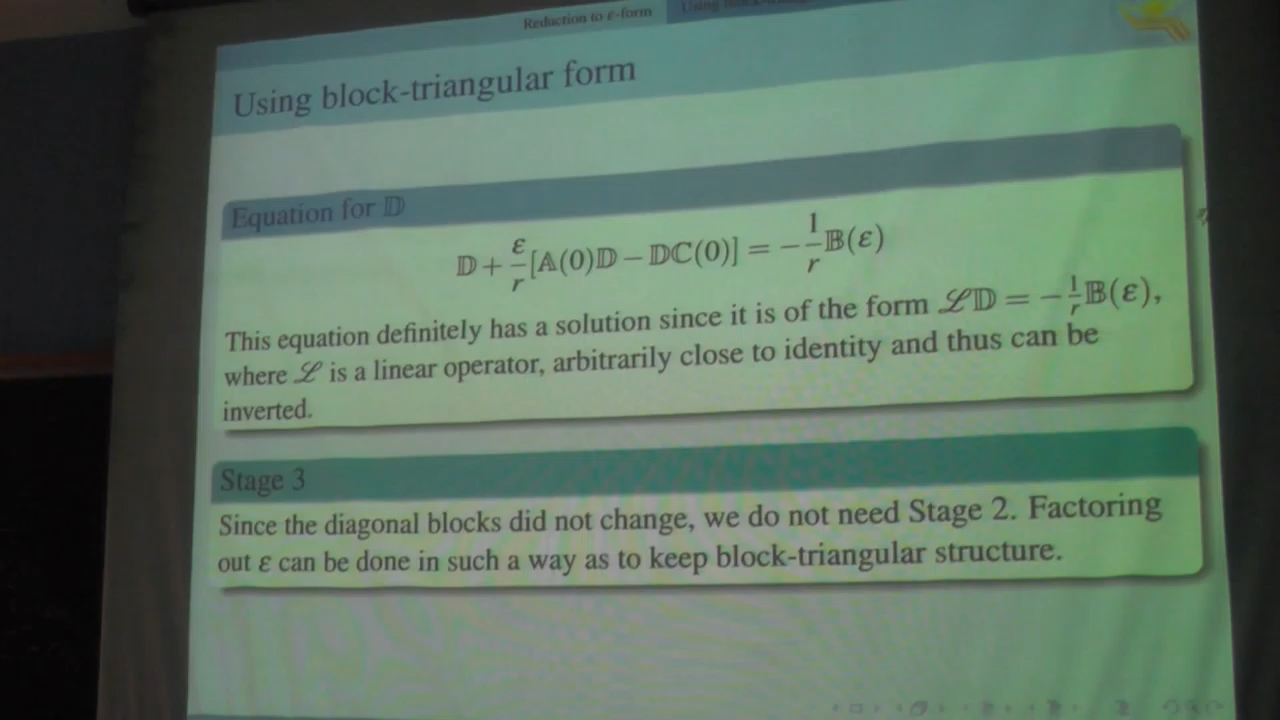 Reduction to ε-form
Using block-triangular form
Equation for 𝔻
𝔻 + ε/r [𝔸(0)𝔻 − 𝔻ℂ(0)] = −1/r 𝔹(ε)
This equation definitely has a solution since it is of the form ℒ𝔻 = −1/r 𝔹(ε),
where ℒ is a linear operator, arbitrarily close to identity and thus can be
inverted.
Stage 3
Since the diagonal blocks did not change, we do not need Stage 2. Factoring
out ε can be done in such a way as to keep block-triangular structure.